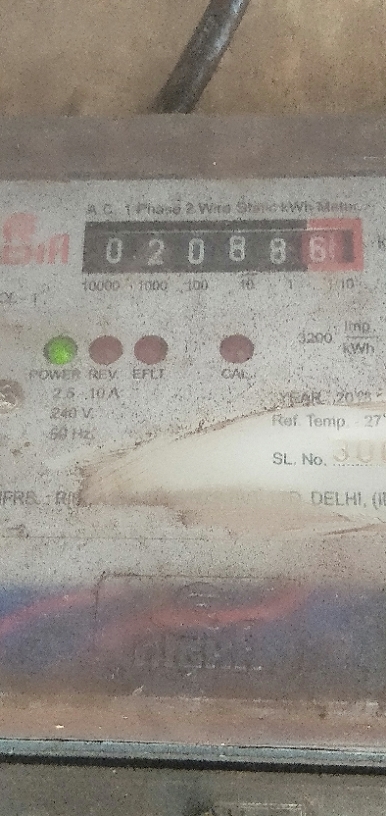 A.C. 1 Phase 2 Wire Static kWh Meter
0 2 0 8 8 6
10000 1000 100 10 1 1/10
POWER REV. EFLT CAL.
3200 Imp. kWh
2.5 10 A
240 V.
50 Hz.
YEAR
Ref. Temp. 27
SL. No.
DELHI, (I